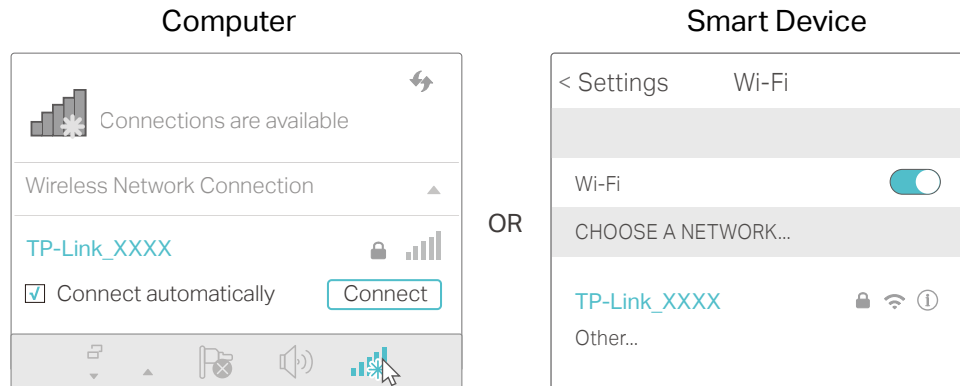 Computer
Connections are available
Wireless Network Connection
TP-Link_XXXX
Connect automatically
Connect
OR
Smart Device
< Settings Wi-Fi
Wi-Fi
CHOOSE A NETWORK...
TP-Link_XXXX
Other...